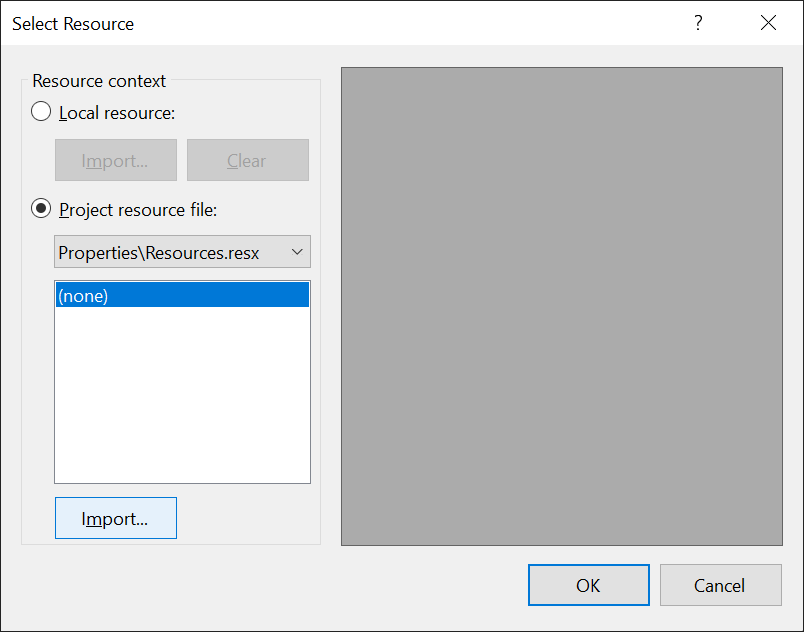 Select Resource
?
Resource context
Local resource:
Import...
Clear
Project resource file:
Properties\Resources.resx
(none)
Import...
OK
Cancel